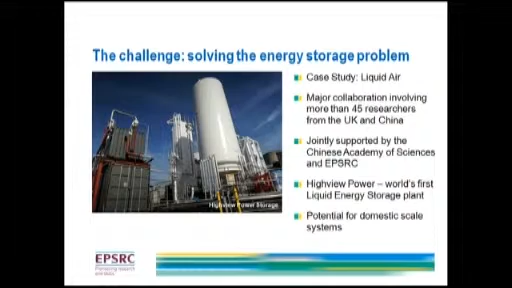 The challenge: solving the energy storage problem
Case Study: Liquid Air
Major collaboration involving
more than 45 researchers
from the UK and China
Jointly supported by the
Chinese Academy of Sciences
and EPSRC
Highview Power – world's first
Liquid Energy Storage plant
Potential for domestic scale
systems
Highview Power Storage
EPSRC